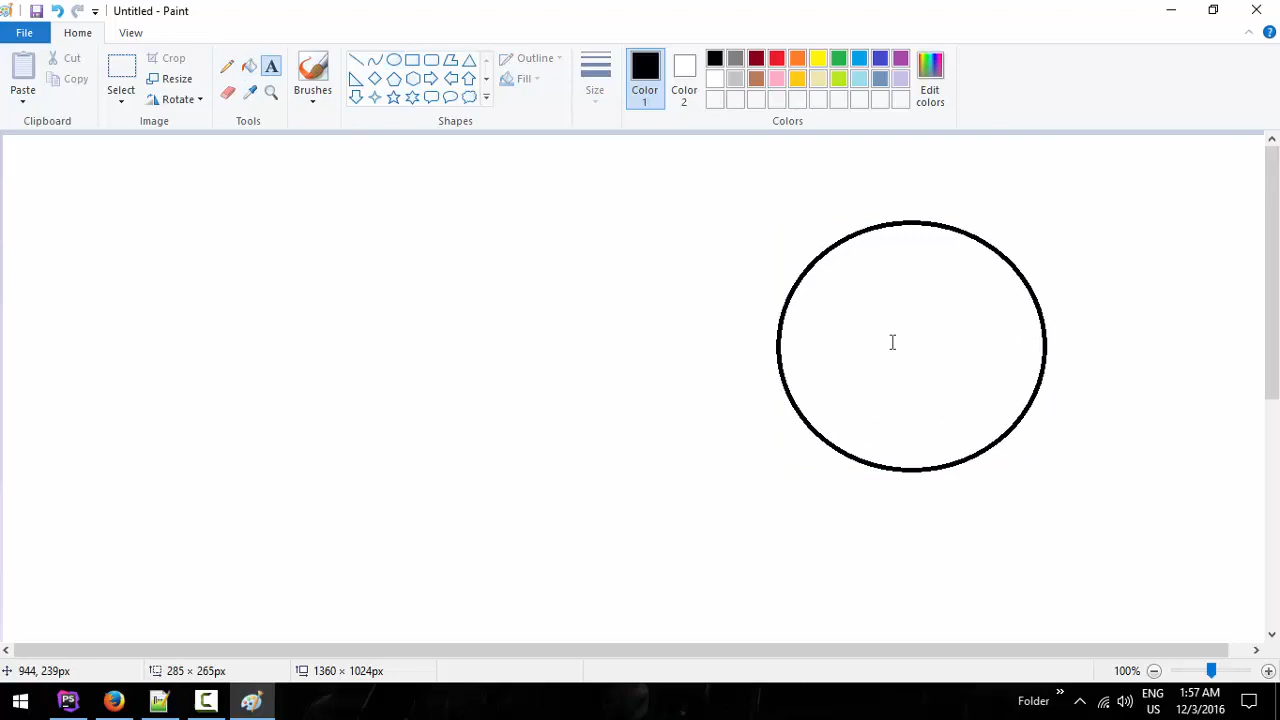 Untitled - Paint
File
Home
View
Paste
Cut
Copy
Clipboard
Select
Crop
Resize
Rotate
Image
A
Tools
Brushes
Shapes
Outline
Fill
Size
Color 1
Color 2
Edit colors
Colors
944, 239px
285 × 265px
1360 × 1024px
100%
PS
Folder
ENG
US
1:57 AM
12/3/2016